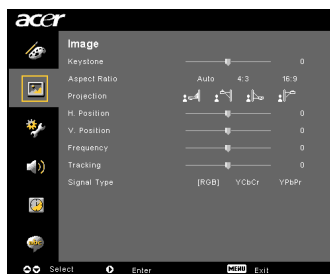 acer
Image
Keystone 0
Aspect Ratio Auto 4:3 16:9
Projection
H. Position 0
V. Position 0
Frequency 0
Tracking 0
Signal Type [RGB] YCbCr YPbPr
ABC
Select Enter MENU Exit